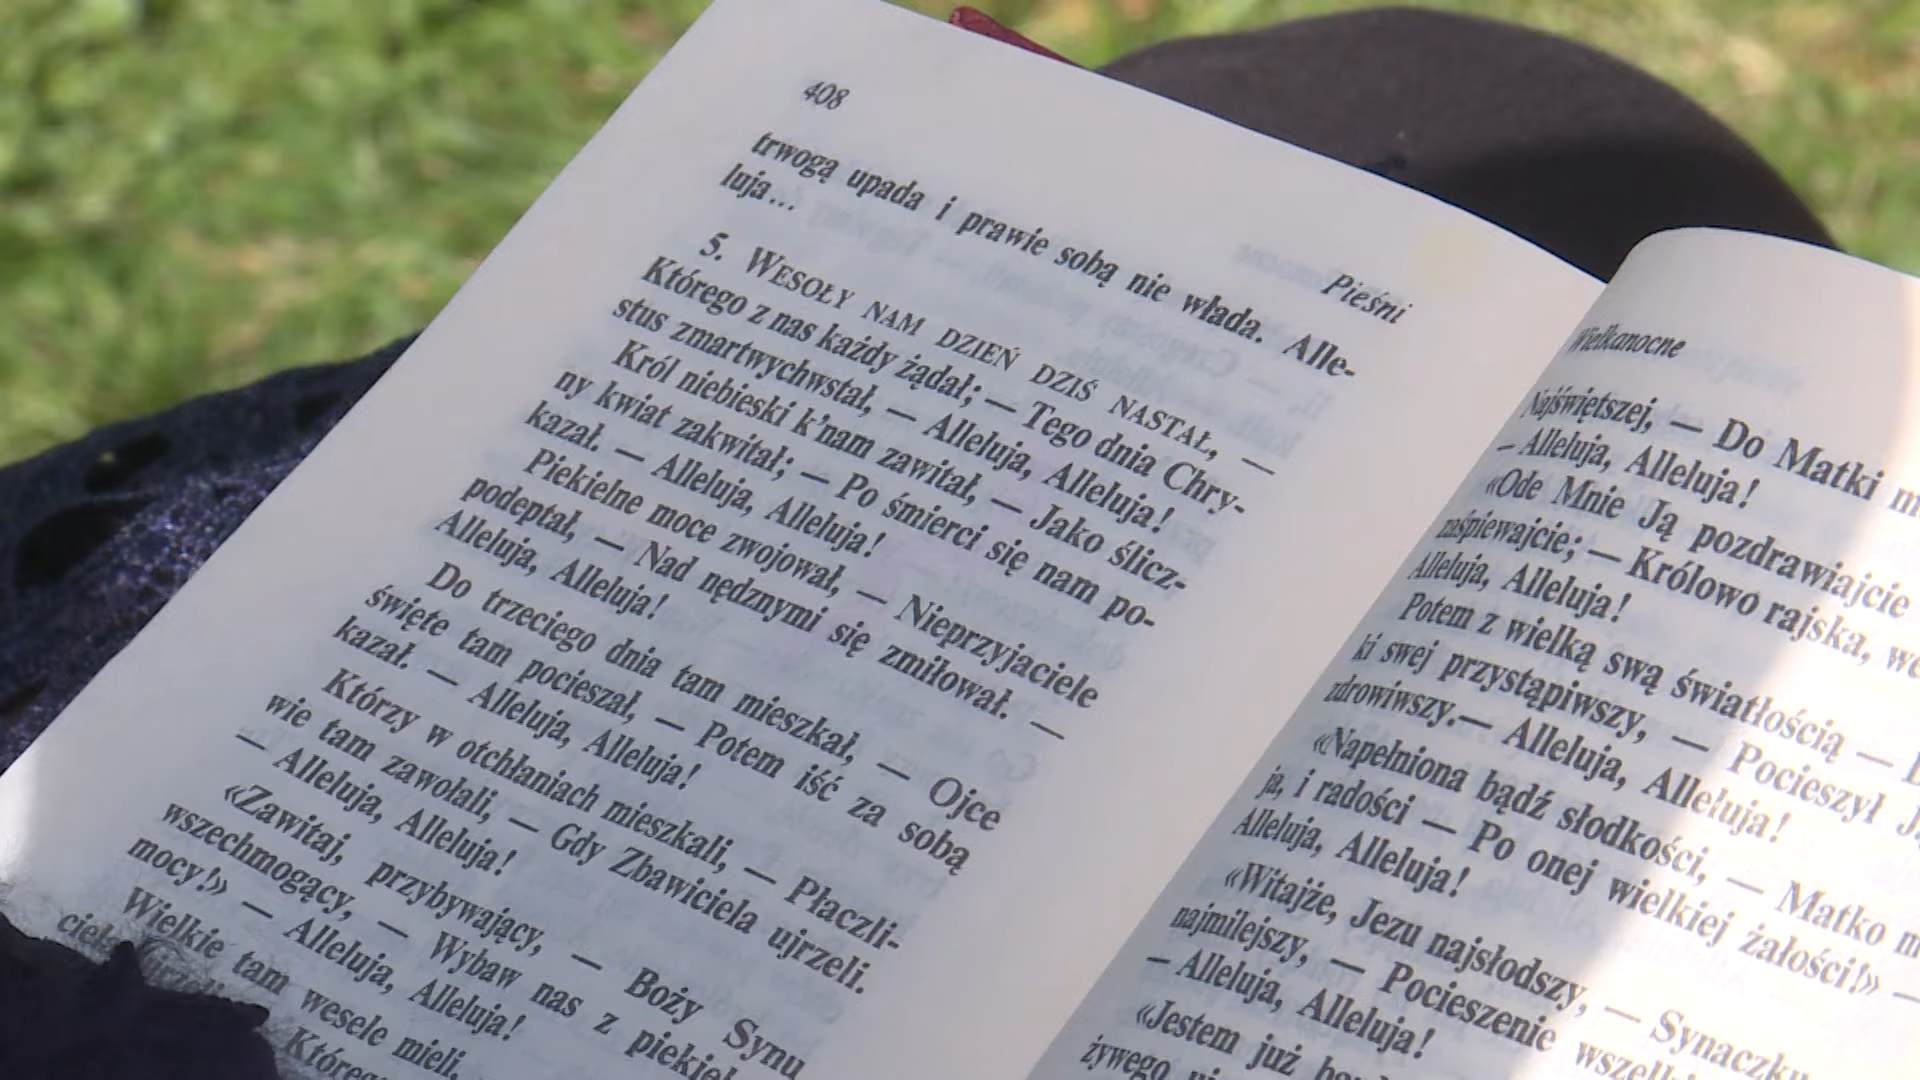 408
Pieśni
trwogą upada i prawie sobą nie włada. Alle-
luja...
5. WESOŁY NAM DZIEŃ DZIŚ NASTAŁ, —
Którego z nas każdy żądał; — Tego dnia Chry-
stus zmartwychwstał, — Alleluja, Alleluja!
Król niebieski k'nam zawitał, — Jako ślicz-
ny kwiat zakwitał; — Po śmierci się nam po-
kazał. — Alleluja, Alleluja!
Piekielne moce zwojował, — Nieprzyjaciele
podeptał, — Nad nędznymi się zmiłował. —
Alleluja, Alleluja!
Do trzeciego dnia tam mieszkał, — Ojce
święte tam pocieszał, — Potem iść za sobą
kazał. — Alleluja, Alleluja!
Którzy w otchłaniach mieszkali, — Płaczli-
wie tam zawołali, — Gdy Zbawiciela ujrzeli.
— Alleluja, Alleluja!
«Zawitaj, przybywający, — Boży Synu
wszechmogący, — Wybaw nas z piekiel
mocy!» — Alleluja, Alleluja!
Wielkie tam wesele mieli,
Wielkanocne
Najświętszej, — Do Matki
– Alleluja, Alleluja!
«Ode Mnie Ją pozdrawiajcie
zaśpiewajcie; — Królowo rajska,
Alleluja, Alleluja!
Potem z wielką swą światłością —
ki swej przystąpiwszy, — Pocieszył
zdrowiwszy.— Alleluja, Alleluja!
«Napełniona bądź słodkości, — Matko
ja, i radości — Po onej wielkiej żałości!» —
Alleluja, Alleluja!
«Witajże, Jezu najsłodszy, — Synaczku
najmilejszy, — Pocieszenie
— Alleluja, Alleluja!
«Jestem już
żywego